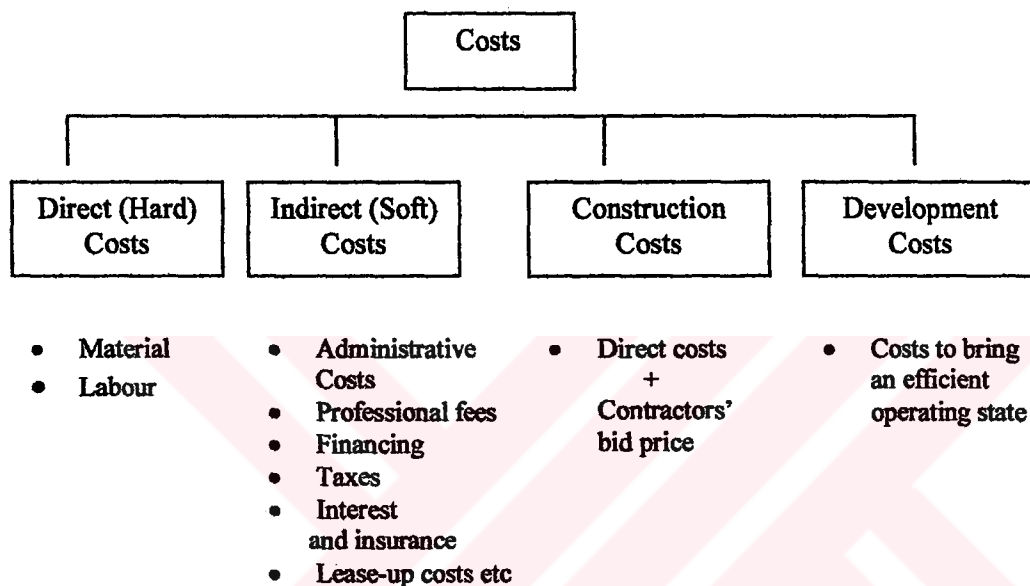 Costs
Direct (Hard)
Costs
Indirect (Soft)
Costs
Construction
Costs
Development
Costs
• Material
• Labour
• Administrative
Costs
• Professional fees
• Financing
• Taxes
• Interest
and insurance
• Lease-up costs etc
• Direct costs
+
Contractors'
bid price
• Costs to bring
an efficient
operating state